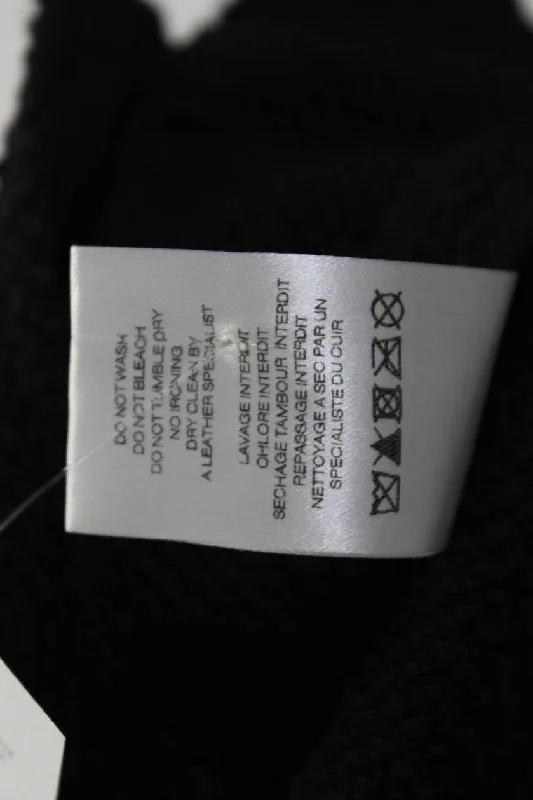 DO NOT WASH
DO NOT BLEACH
DO NOT TUMBLE DRY
NO IRONING
DRY CLEAN BY
A LEATHER SPECIALIST
LAVAGE INTERDIT
CHLORE INTERDIT
SECHAGE TAMBOUR INTERDIT
REPASSAGE INTERDIT
NETTOYAGE A SEC PAR UN
SPECIALISTE DU CUIR